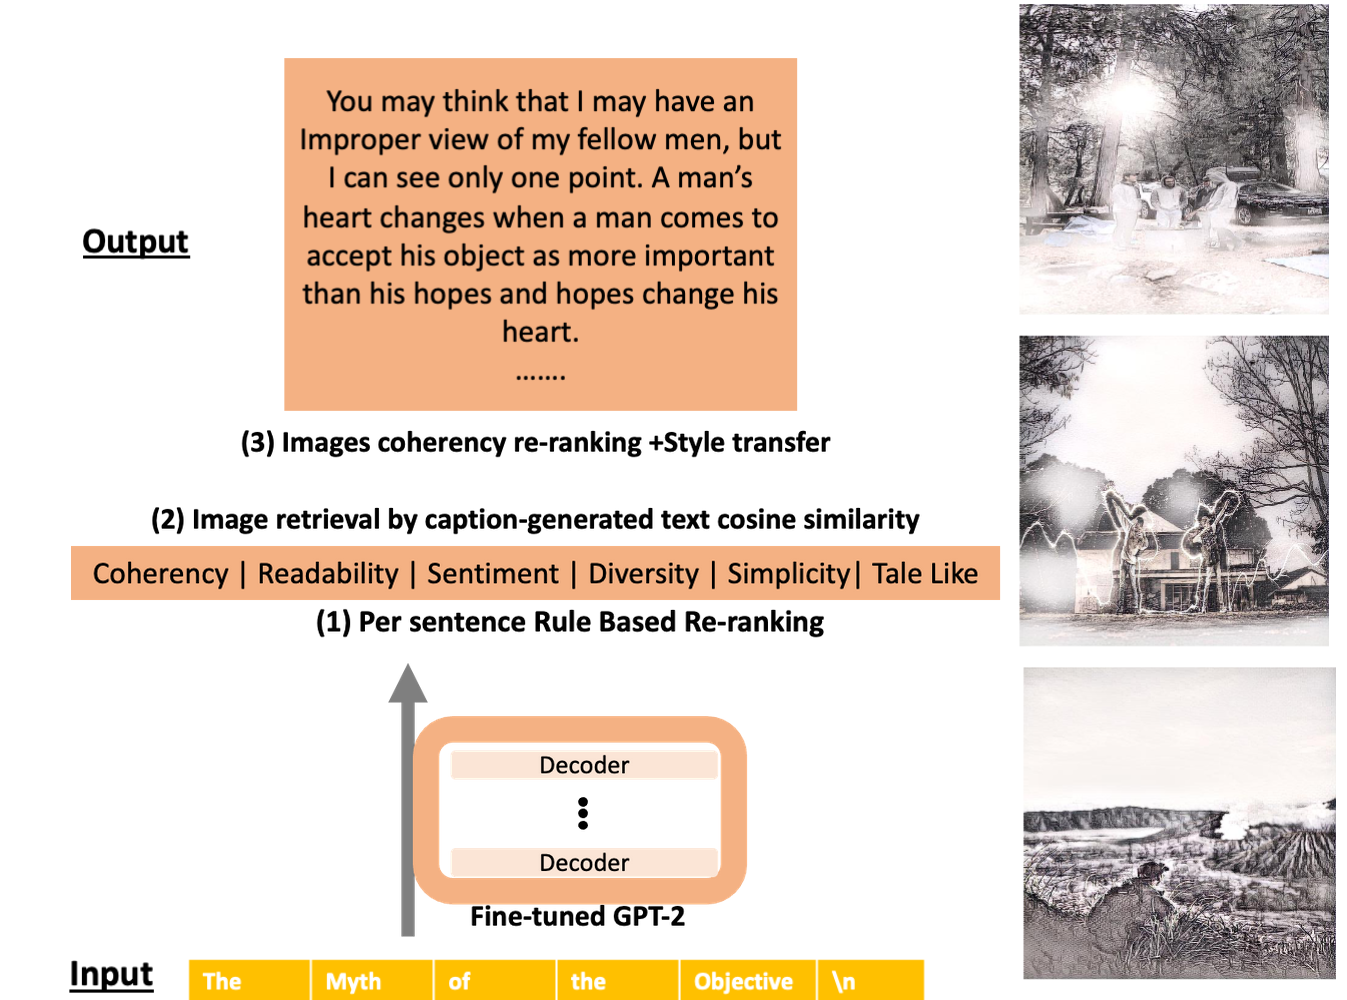 You may think that I may have an
Improper view of my fellow men, but
I can see only one point. A man's
heart changes when a man comes to
accept his object as more important
than his hopes and hopes change his
heart.
.......
Output
(3) Images coherency re-ranking +Style transfer
(2) Image retrieval by caption-generated text cosine similarity
Coherency | Readability | Sentiment | Diversity | Simplicity| Tale Like
(1) Per sentence Rule Based Re-ranking
Decoder
Decoder
Fine-tuned GPT-2
Input
The Myth of the Objective \n